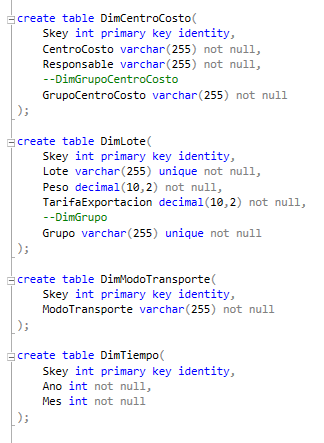 create table DimCentroCosto(
Skey int primary key identity,
CentroCosto varchar(255) not null,
Responsable varchar(255) not null,
--DimGrupoCentroCosto
GrupoCentroCosto varchar(255) not null
);
create table DimLote(
Skey int primary key identity,
Lote varchar(255) unique not null,
Peso decimal(10,2) not null,
TarifaExportacion decimal(10,2) not null,
--DimGrupo
Grupo varchar(255) unique not null
);
create table DimModoTransporte(
Skey int primary key identity,
ModoTransporte varchar(255) not null
);
create table DimTiempo(
Skey int primary key identity,
Ano int not null,
Mes int not null
);